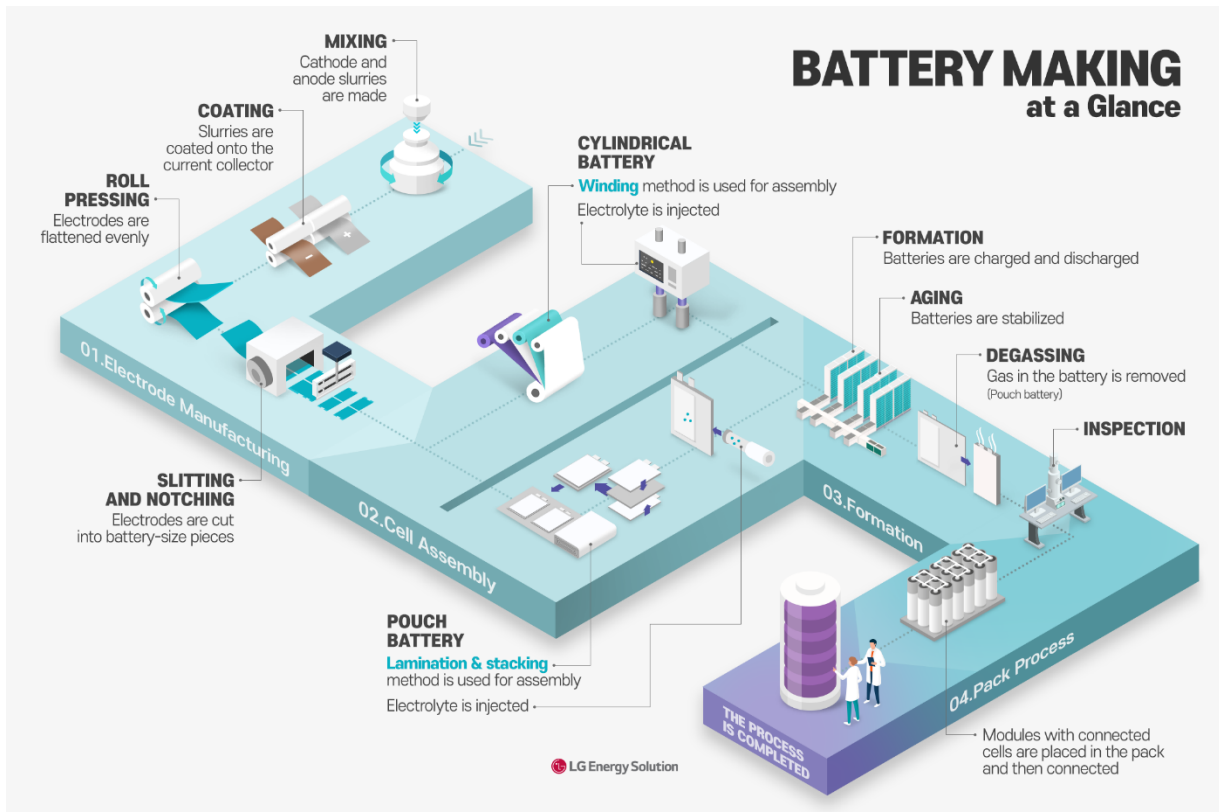 BATTERY MAKING
at a Glance
MIXING
Cathode and
anode slurries
are made
COATING
Slurries are
coated onto the
current collector
ROLL
PRESSING
Electrodes are
flattened evenly
SLITTING
AND NOTCHING
Electrodes are cut
into battery-size pieces
01.Electrode Manufacturing
CYLINDRICAL
BATTERY
Winding method is used for assembly
Electrolyte is injected
POUCH
BATTERY
Lamination & stacking
method is used for assembly
Electrolyte is injected
02.Cell Assembly
FORMATION
Batteries are charged and discharged
AGING
Batteries are stabilized
DEGASSING
Gas in the battery is removed
(Pouch battery)
INSPECTION
03.Formation
04.Pack Process
Modules with connected
cells are placed in the pack
and then connected
THE PROCESS
IS COMPLETED
LG Energy Solution
+
-